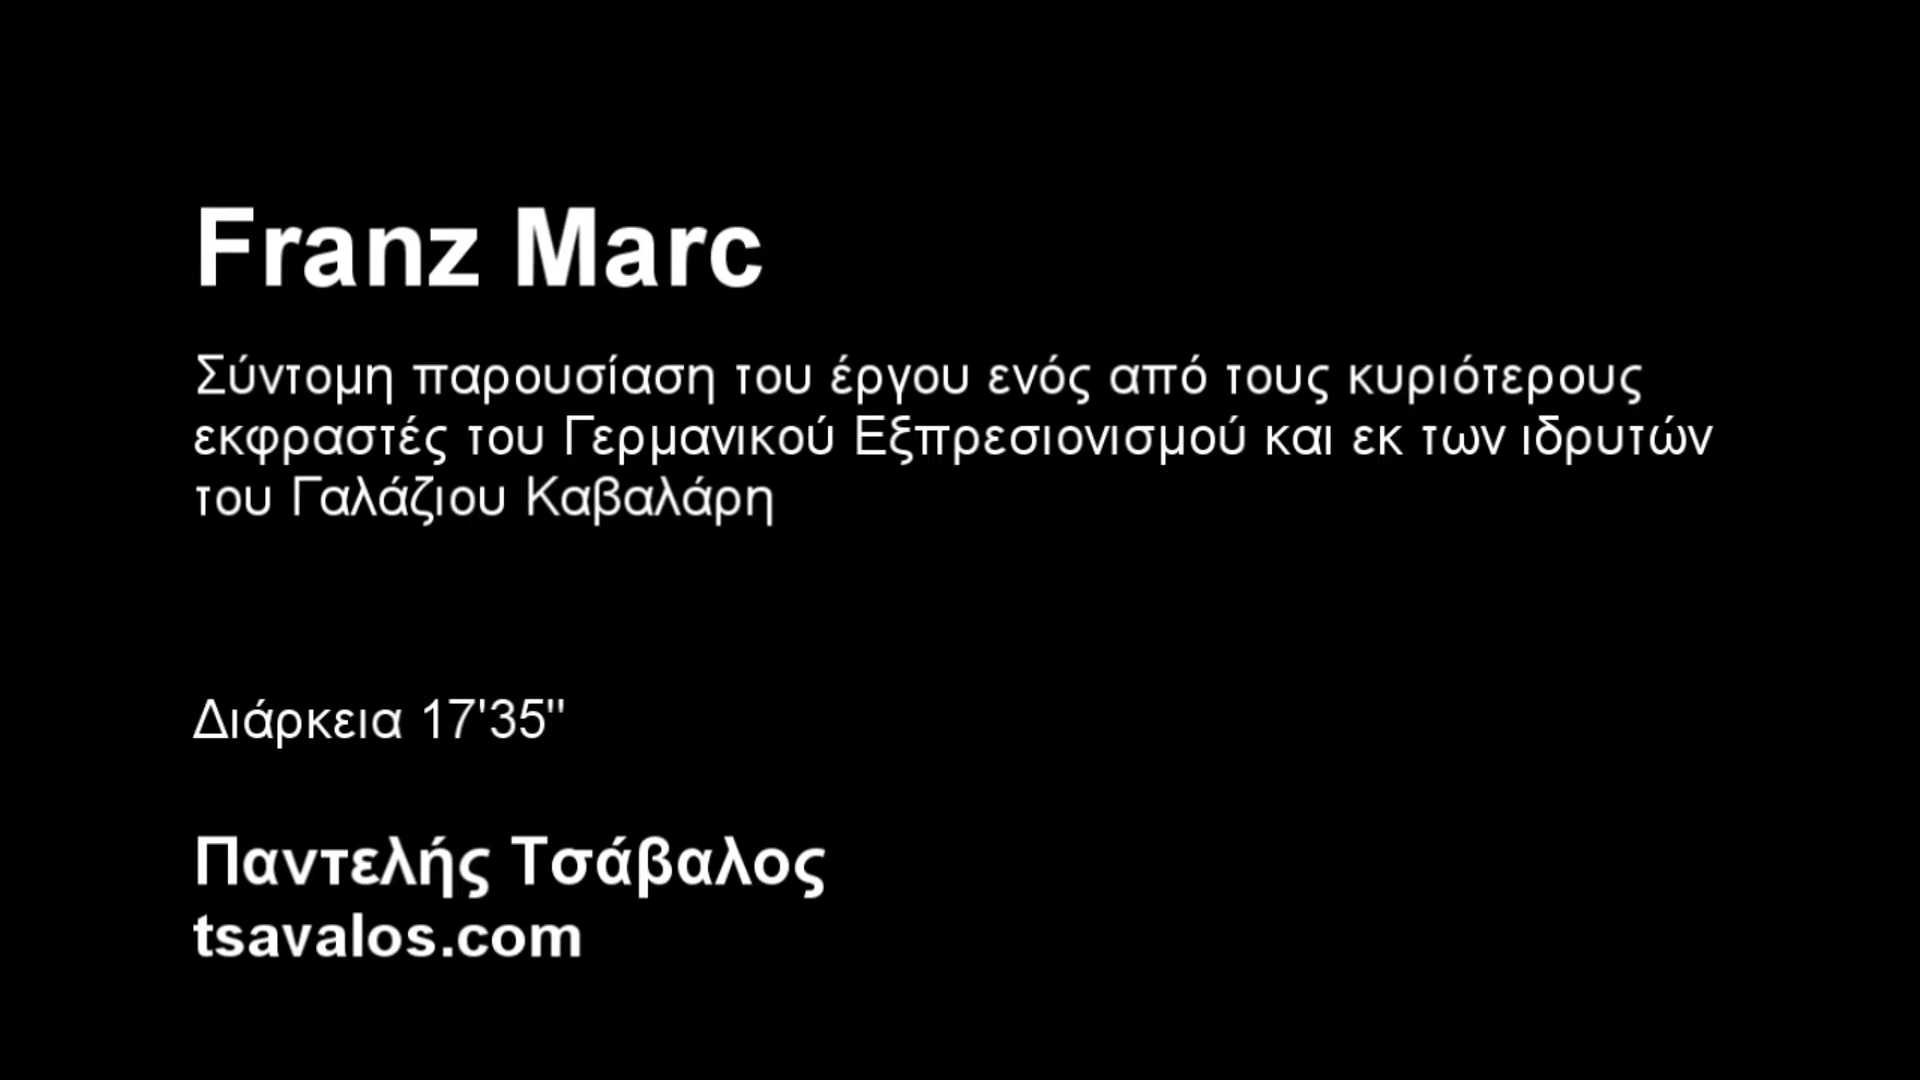 Franz Marc
Σύντομη παρουσίαση του έργου ενός από τους κυριότερους
εκφραστές του Γερμανικού Εξπρεσιονισμού και εκ των ιδρυτών
του Γαλάζιου Καβαλάρη
Διάρκεια 17'35"
Παντελής Τσάβαλος
tsavalos.com